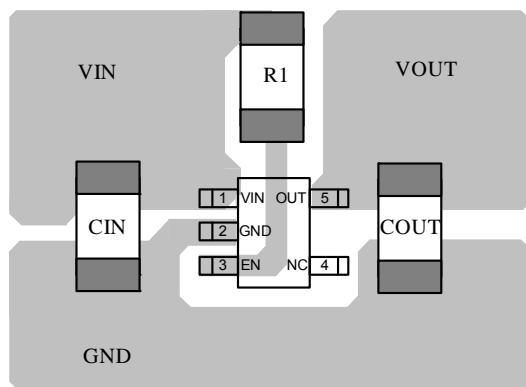 VIN
R1
VOUT
1 VIN OUT 5
CIN
2 GND
COUT
3 EN NC 4
GND